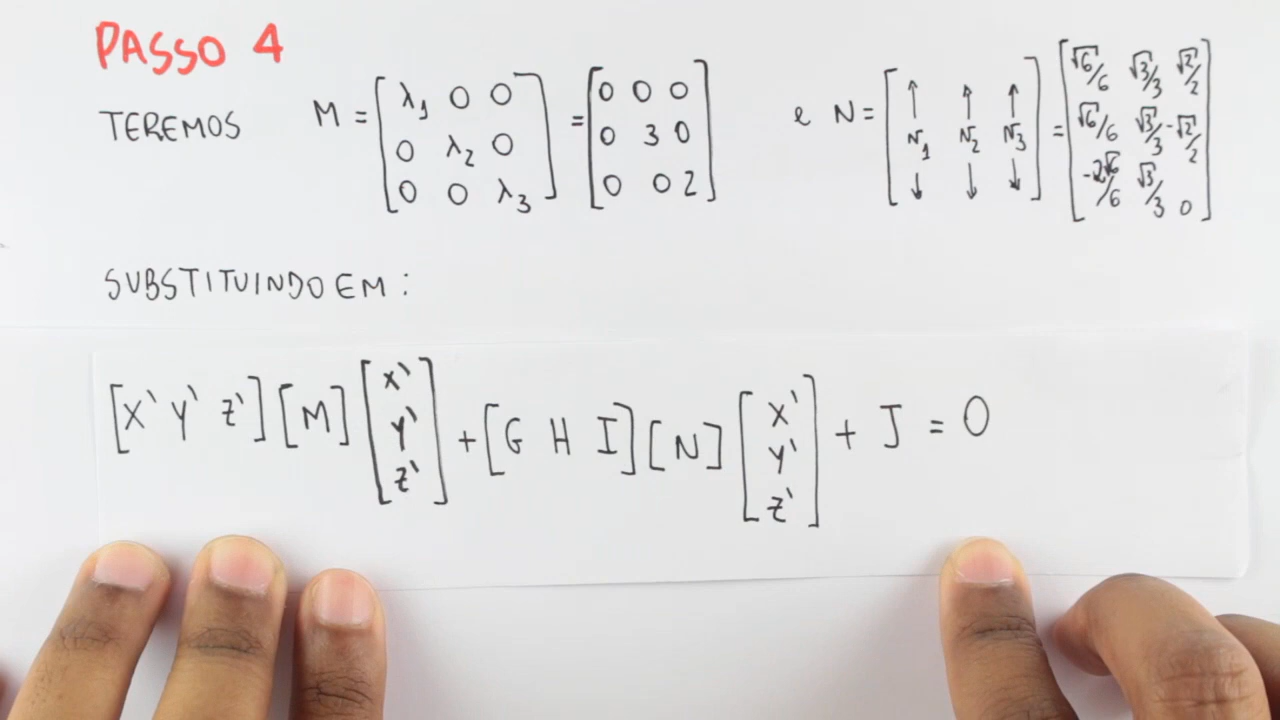 PASSO 4
TEREMOS M = [λ1 0 0; 0 λ2 0; 0 0 λ3] = [0 0 0; 0 3 0; 0 0 2] e N = [↑ ↑ ↑; N1 N2 N3; ↓ ↓ ↓] = [√6/6 √3/3 √2/2; √6/6 √3/3 -√2/2; -2√6/6 √3/3 0]
SUBSTITUINDO EM:
[X' Y' Z'] [M] [X'; Y'; Z'] + [G H I] [N] [X'; Y'; Z'] + J = 0